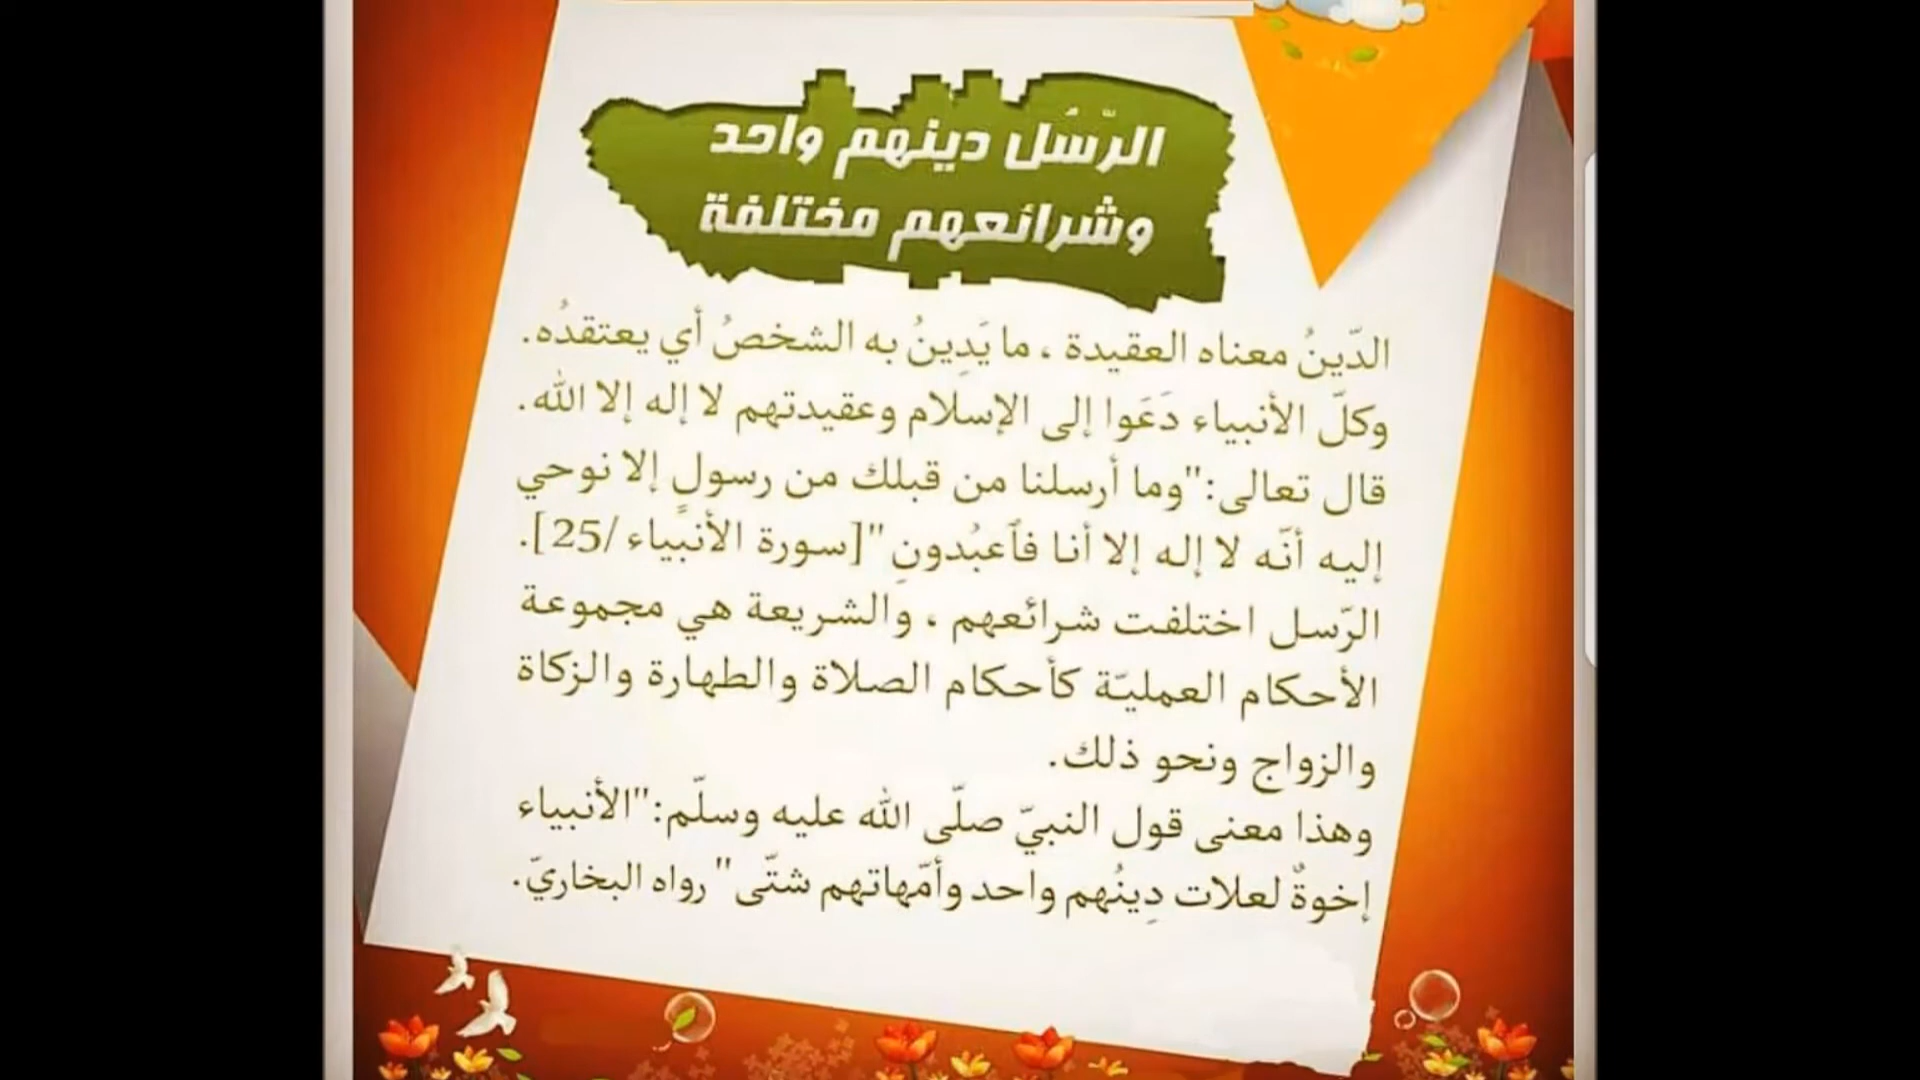 الرّسُل دينهم واحد
وشرائعهم مختلفة
الدّينُ معناه العقيدة ، ما يَدِينُ به الشخصُ أي يعتقدُه.
وكلّ الأنبياء دَعَوا إلى الإسلام وعقيدتهم لا إله إلا الله.
قال تعالى:"وما أرسلنا من قبلك من رسولٍ إلا نوحي
إليه أنّه لا إله إلا أنا فٱعبُدونِ"[سورة الأنبياء/25].
الرّسل اختلفت شرائعهم ، والشريعة هي مجموعة
الأحكام العمليّة كأحكام الصلاة والطهارة والزكاة
والزواج ونحو ذلك.
وهذا معنى قول النبيّ صلّى الله عليه وسلّم:"الأنبياء
إخوةٌ لعلات دِينُهم واحد وأمّهاتهم شتّى" رواه البخاريّ.